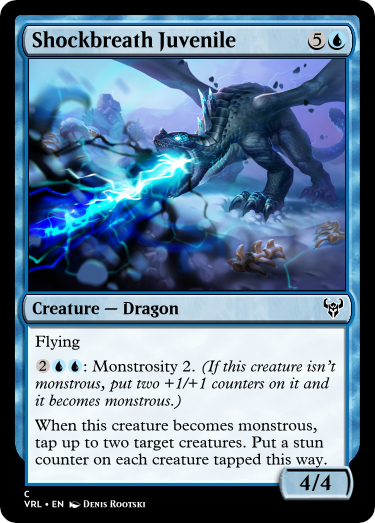 Shockbreath Juvenile 5
Creature — Dragon
Flying
2: Monstrosity 2. (If this creature isn't
monstrous, put two +1/+1 counters on it and
it becomes monstrous.)
When this creature becomes monstrous,
tap up to two target creatures. Put a stun
counter on each creature tapped this way.
4/4
C
VRL • EN Denis Rootski